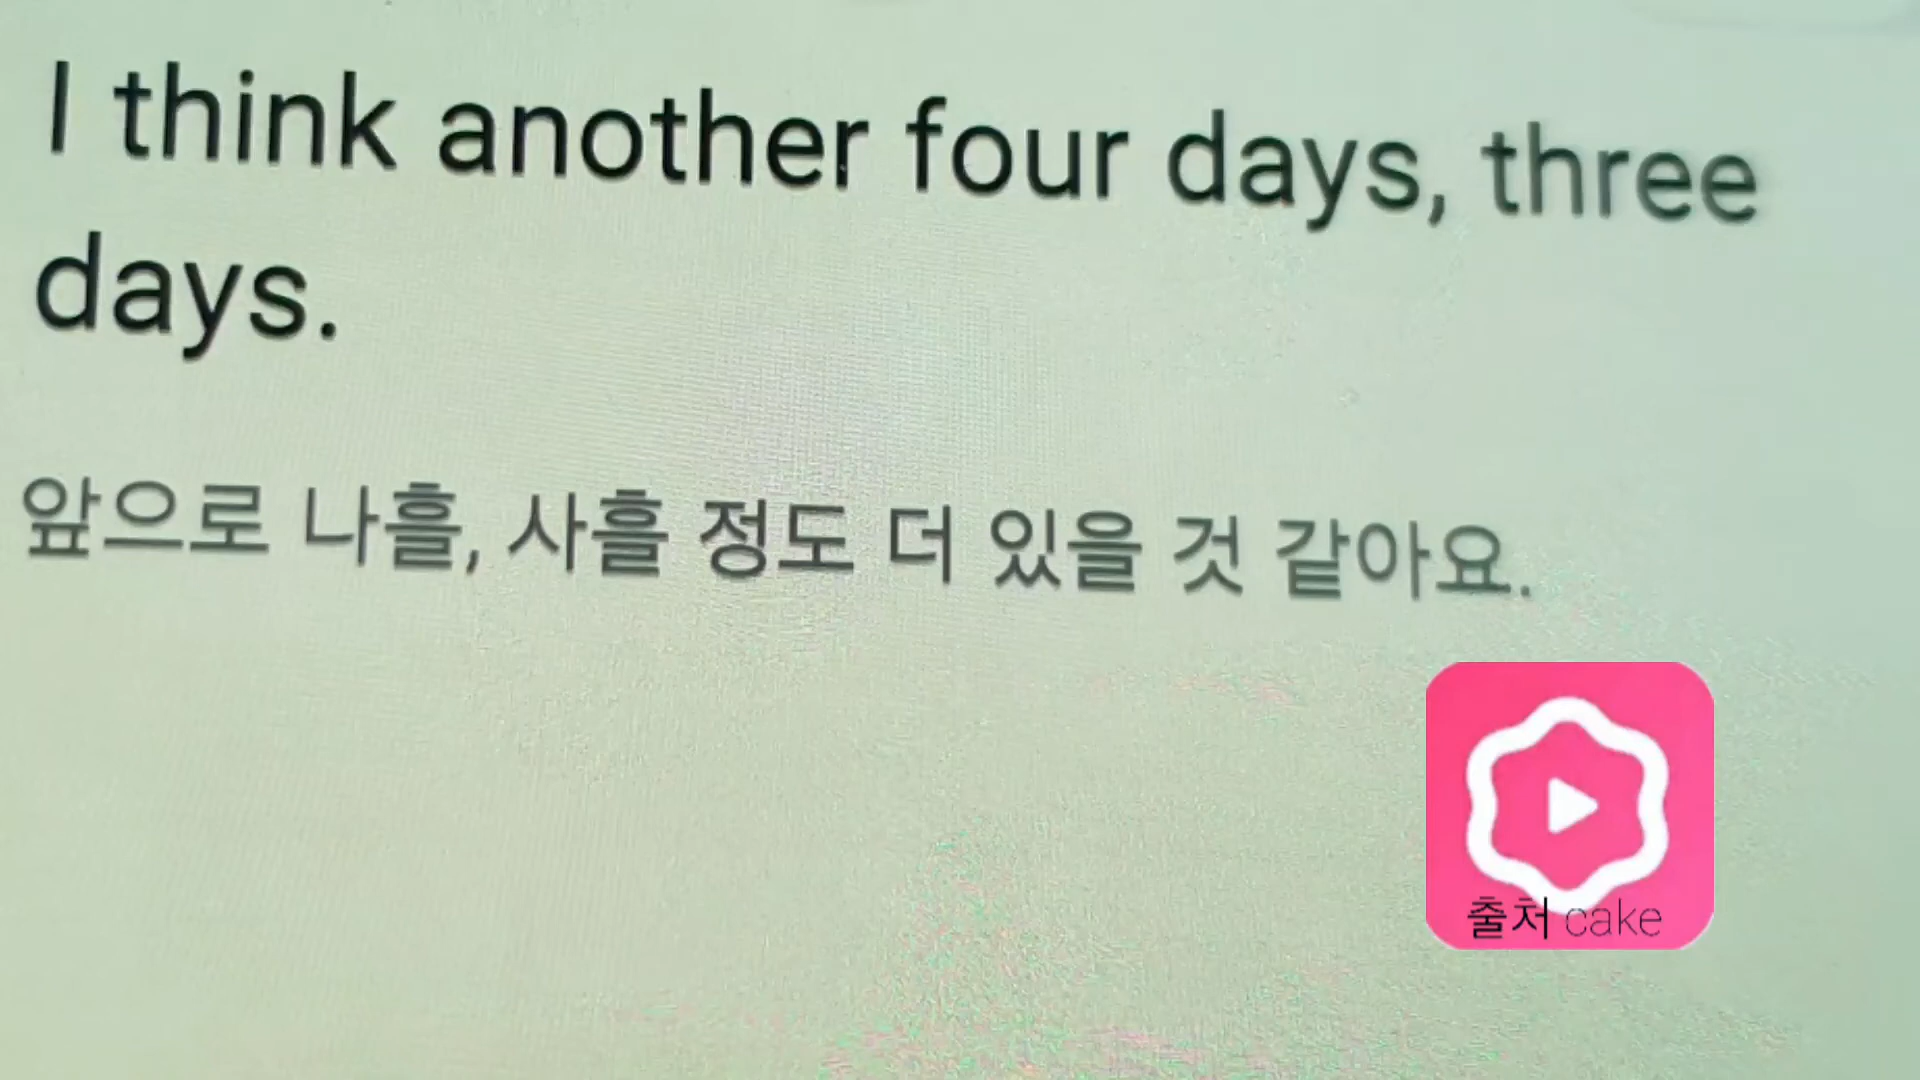 I think another four days, three
days.
앞으로 나흘, 사흘 정도 더 있을 것 같아요.
출처 cake